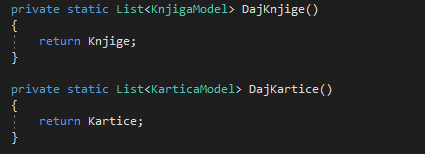 private static List<KnjigaModel> DajKnjige()
{
return Knjige;
}
private static List<KarticaModel> DajKartice()
{
return Kartice;
}